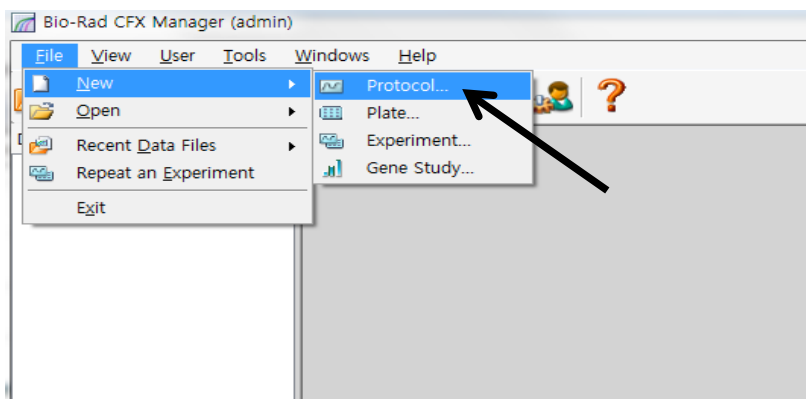 Bio-Rad CFX Manager (admin)
File View User Tools Windows Help
New
Protocol...
Open
Plate...
Recent Data Files
Experiment...
Repeat an Experiment
Gene Study...
Exit